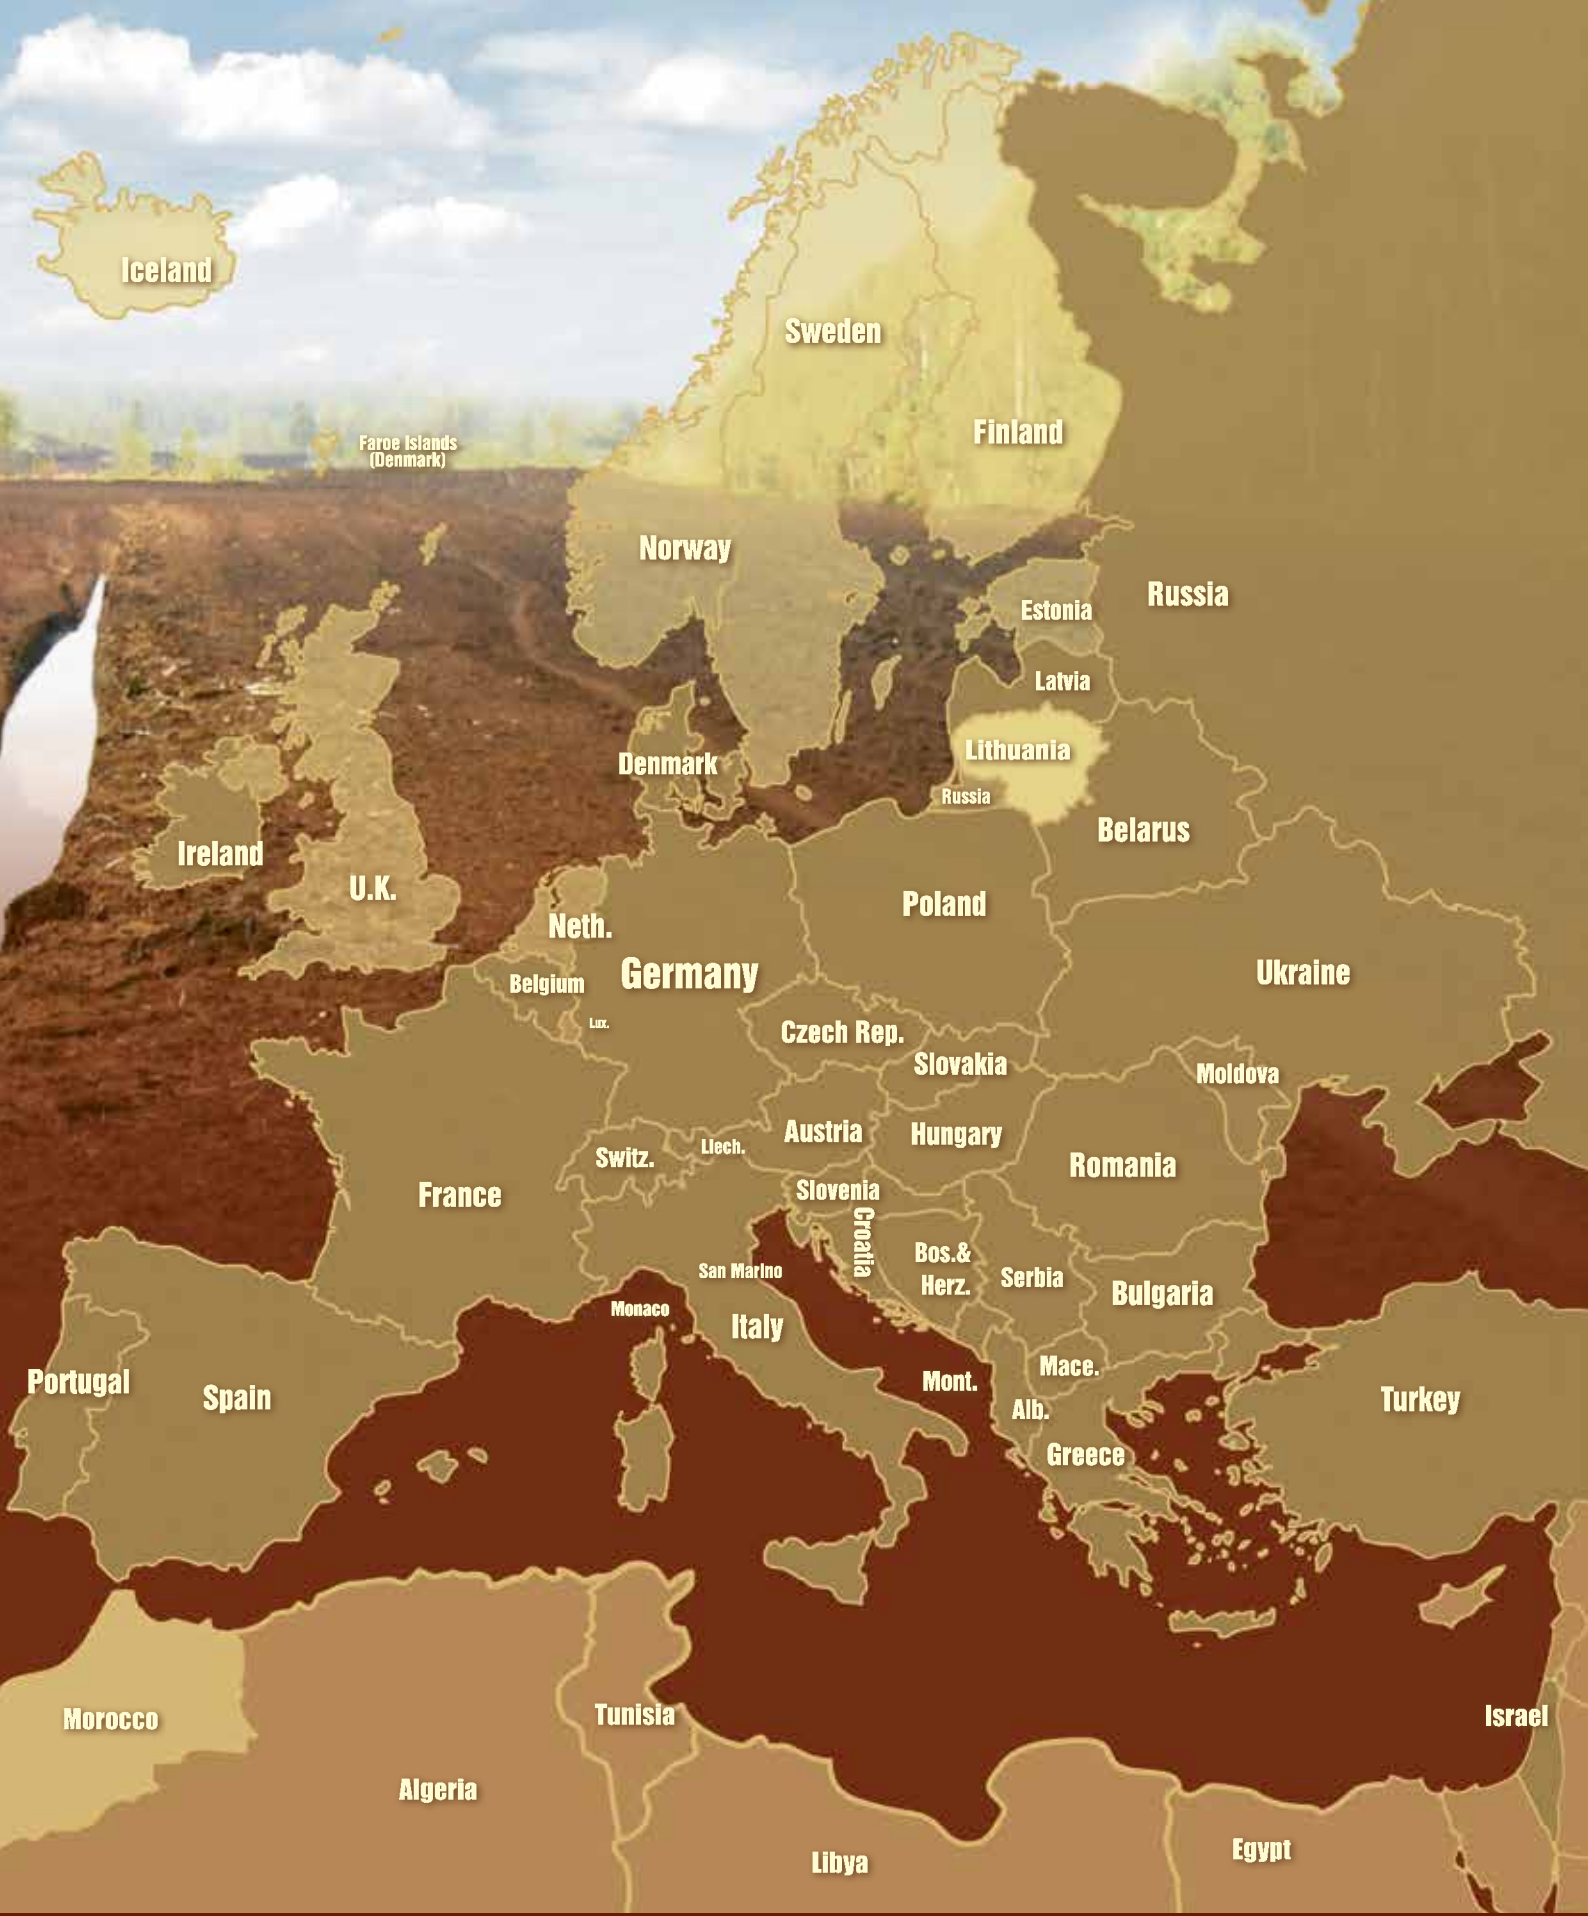 Iceland
Sweden
Finland
Faroe Islands
(Denmark)
Norway
Russia
Estonia
Latvia
Lithuania
Denmark
Russia
Belarus
Ireland
U.K.
Poland
Neth.
Germany
Ukraine
Belgium
Lux.
Czech Rep.
Slovakia
Moldova
Austria
Hungary
Liech.
Switz.
Romania
France
Slovenia
Croatia
Bos.&
Herz.
San Marino
Serbia
Bulgaria
Monaco
Italy
Mace.
Mont.
Portugal
Spain
Turkey
Alb.
Greece
Morocco
Tunisia
Israel
Algeria
Egypt
Libya